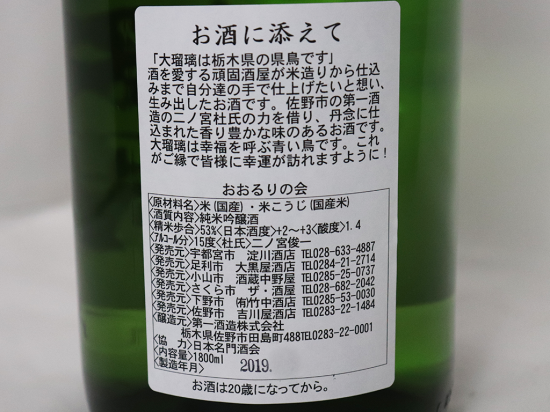 お酒に添えて
「大瑠璃は栃木県の県鳥です」
酒を愛する頑固酒屋が米造りから仕込
みまで自分達の手で仕上げたいと想い、
生み出したお酒です。佐野市の第一酒
造の二ノ宮杜氏の力を借り、丹念に仕
込まれた香り豊かな味のあるお酒です。
大瑠璃は幸福を呼ぶ青い鳥です。これ
がご縁で皆様に幸運が訪れますように！
おおるりの会
<原材料名>米(国産)・米こうじ(国産米)
<酒質内容>純米吟醸酒
<精米歩合>53%<日本酒度>+2～+3<酸度>1.4
<ｱﾙｺｰﾙ分>15度<杜氏>二ノ宮俊一
<発売元>宇都宮市 淀川酒店 TEL028-633-4887
<発売元>足利市 大黒屋酒店 TEL0284-21-2714
<発売元>小山市 酒蔵中野屋 TEL0285-25-0737
<発売元>さくら市 ザ・酒屋 TEL028-682-2042
<発売元>下野市 ㈲竹中酒店 TEL0285-53-0030
<発売元>佐野市 吉川屋酒店 TEL0283-22-1484
<醸造元>第一酒造株式会社
栃木県佐野市田島町488TEL0283-22-0001
<協 力>日本名門酒会
<内容量>1800ml
<製造年月> 2019.
お酒は20歳になってから。